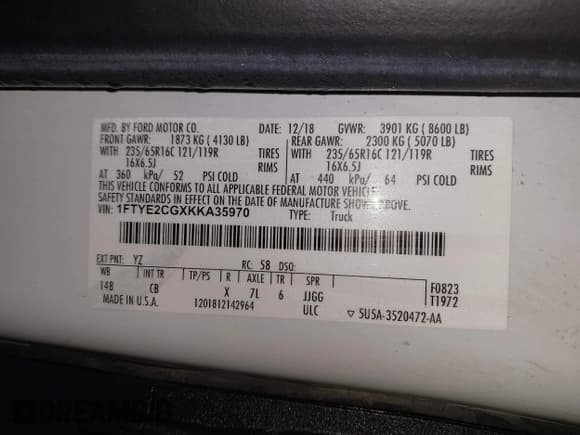 MFD. BY FORD MOTOR CO. DATE: 12/18 GVWR: 3901 KG ( 8600 LB)
FRONT GAWR: 1873 KG ( 4130 LB) REAR GAWR: 2300 KG ( 5070 LB)
WITH 235/65R16C 121/119R TIRES WITH 235/65R16C 121/119R TIRES
16X6.5J RIMS 16X6.5J RIMS
AT 360 kPa/ 52 PSI COLD AT 440 kPa/ 64 PSI COLD
THIS VEHICLE CONFORMS TO ALL APPLICABLE FEDERAL MOTOR VEHICLE
SAFETY STANDARDS IN EFFECT ON THE DATE OF MANUFACTURE SHOWN ABOVE.
VIN: 1FTYE2CGXKKA35970 TYPE: Truck
EXT PNT: YZ RC: 58 DSO:
WB INT TR TP/PS R AXLE TR SPR F0823
148 CB X 7L 6 JJGG T1972
MADE IN U.S.A. 1201812142964 ULC ▽ 5U5A-3520472-AA
DREAMBID